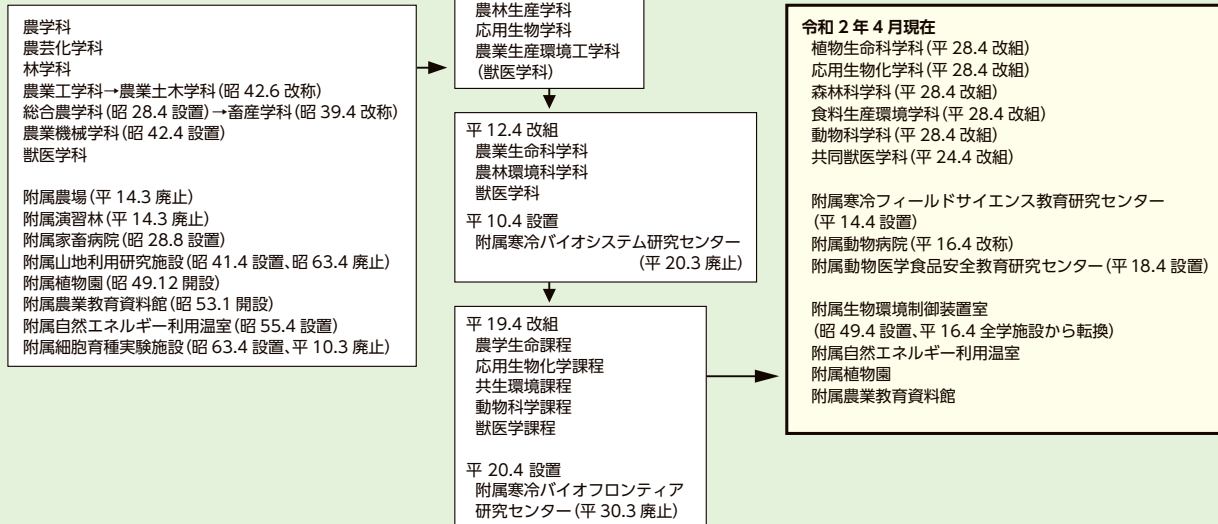 農学科
農芸化学科
林学科
農業工学科→農業土木学科(昭 42.6 改称)
総合農学科(昭 28.4 設置)→畜産学科(昭 39.4 改称)
農業機械学科(昭 42.4 設置)
獣医学科
附属農場(平 14.3 廃止)
附属演習林(平 14.3 廃止)
附属家畜病院(昭 28.8 設置)
附属山地利用研究施設(昭 41.4 設置、昭 63.4 廃止)
附属植物園(昭 49.12 開設)
附属農業教育資料館(昭 53.1 開設)
附属自然エネルギー利用温室(昭 55.4 設置)
附属細胞育種実験施設(昭 63.4 設置、平 10.3 廃止)
農林生産学科
応用生物学科
農業生産環境工学科
(獣医学科)
平 12.4 改組
農業生命科学科
農林環境科学科
獣医学科
平 10.4 設置
附属寒冷バイオシステム研究センター
(平 20.3 廃止)
平 19.4 改組
農学生命課程
応用生物化学課程
共生環境課程
動物科学課程
獣医学課程
平 20.4 設置
附属寒冷バイオフロンティア
研究センター(平 30.3 廃止)
令和 2 年 4 月現在
植物生命科学科(平 28.4 改組)
応用生物化学科(平 28.4 改組)
森林科学科(平 28.4 改組)
食料生産環境学科(平 28.4 改組)
動物科学科(平 28.4 改組)
共同獣医学科(平 24.4 改組)
附属寒冷フィールドサイエンス教育研究センター
(平 14.4 設置)
附属動物病院(平 16.4 改称)
附属動物医学食品安全教育研究センター(平 18.4 設置)
附属生物環境制御装置室
(昭 49.4 設置、平 16.4 全学施設から転換)
附属自然エネルギー利用温室
附属植物園
附属農業教育資料館